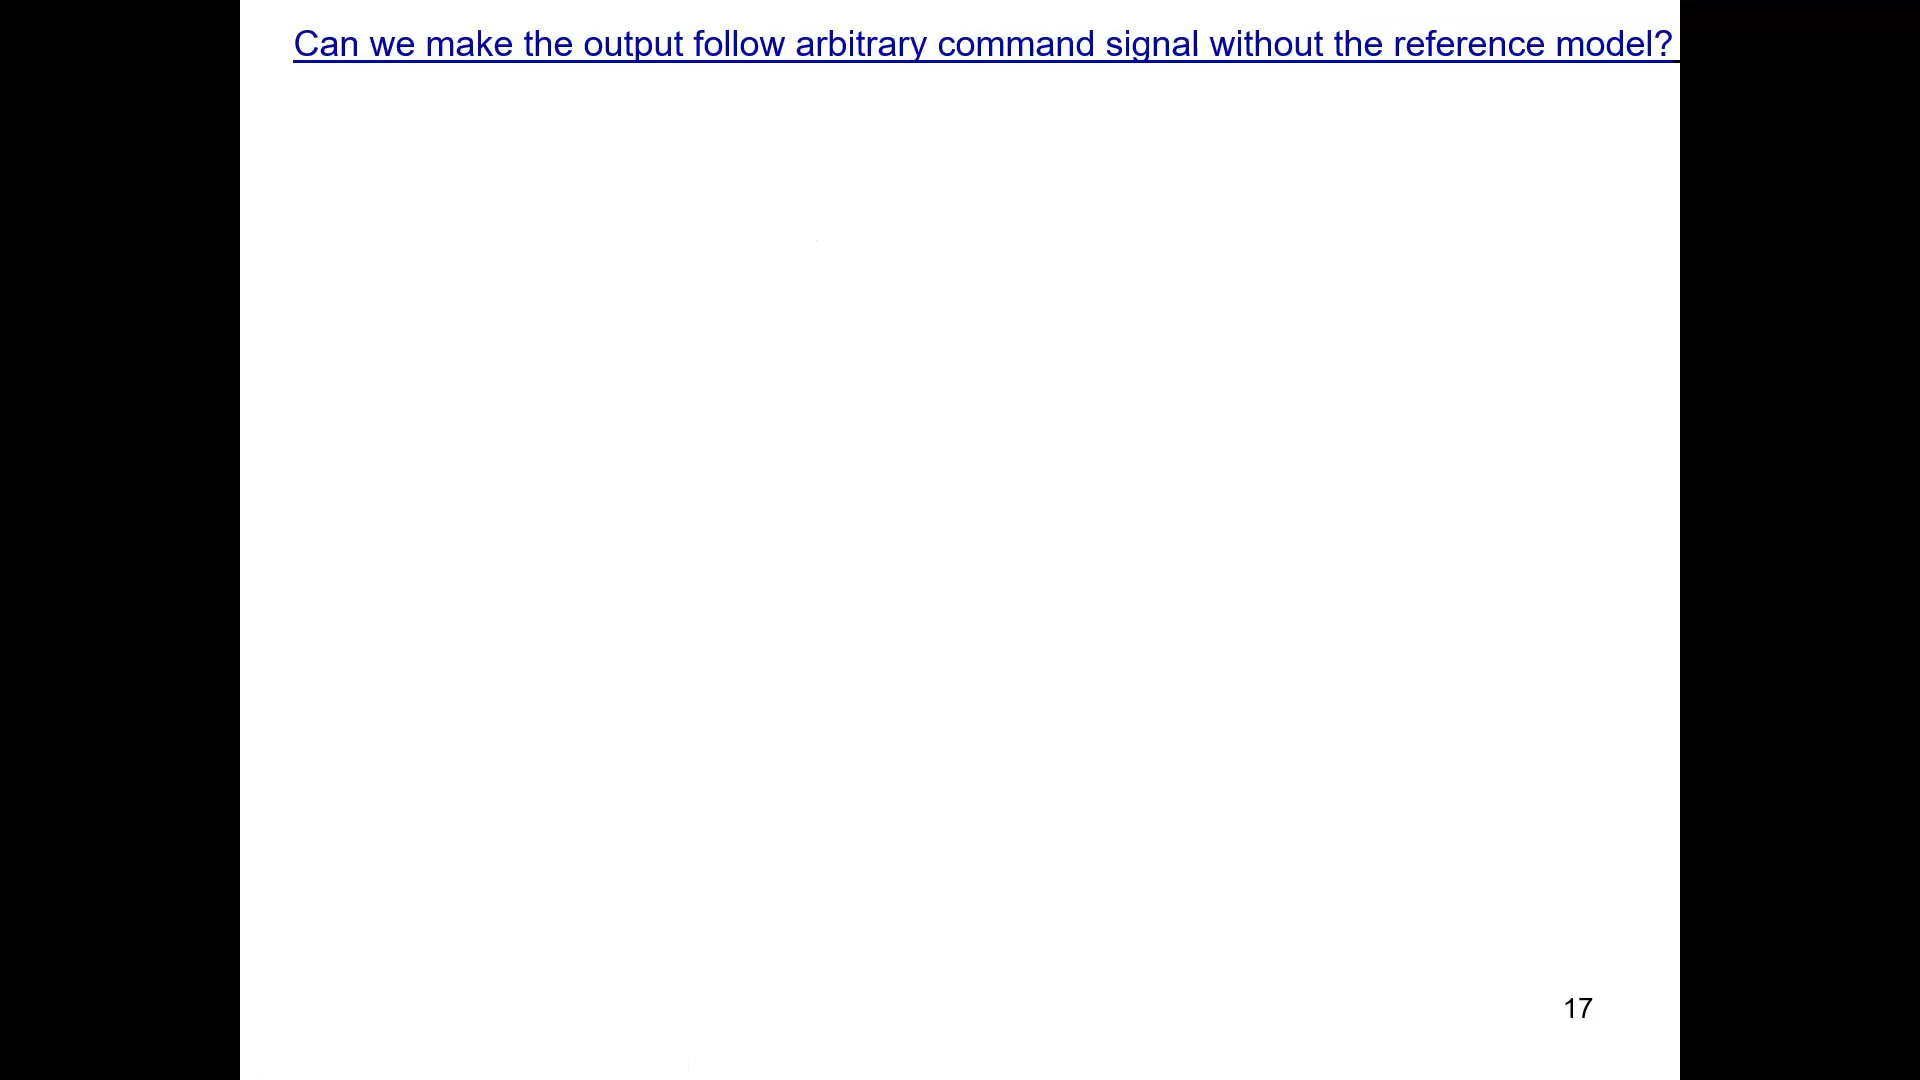 Can we make the output follow arbitrary command signal without the reference model?
17